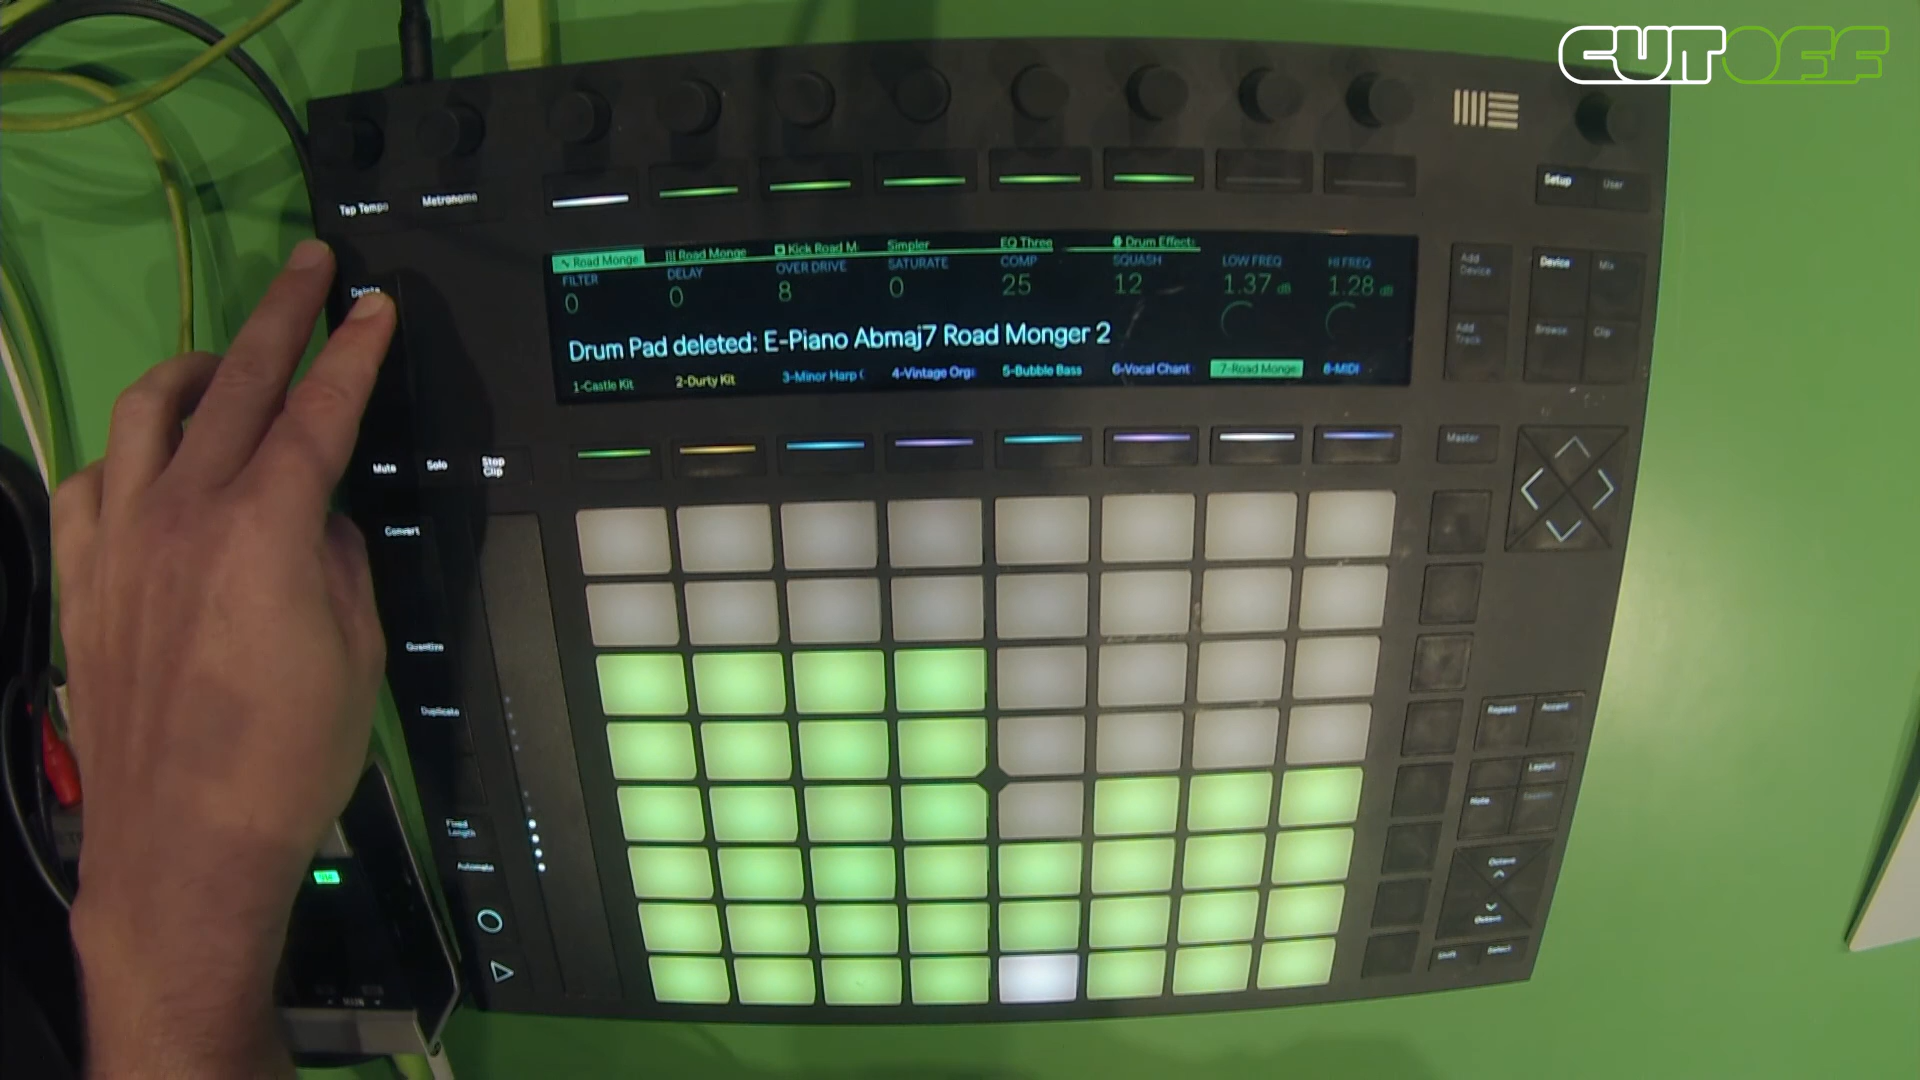 CUTOFF
Setup User
Tap Tempo Metronome
Road Monge Road Monge Kick Road M Simpler EQ Three Drum Effect
FILTER DELAY OVER DRIVE SATURATE COMP SQUASH LOW FREQ HI FREQ
0 0 8 0 25 12 1.37 dB 1.28 dB
Drum Pad deleted: E-Piano Abmaj7 Road Monger 2
1-Castle Kit 2-Durty Kit 3-Minor Harp 4-Vintage Org 5-Bubble Bass 6-Vocal Chant 7-Road Monge 8-MIDI
Delete
Add Device
Device Mix
Add Track
Browse Clip
Mute Solo Stop Clip
Master
Convert
Quantize
Duplicate
Repeat Accent
Layout
Note Session
Fixed Length
Automate
Octave
Octave
Shift Select
MAIN